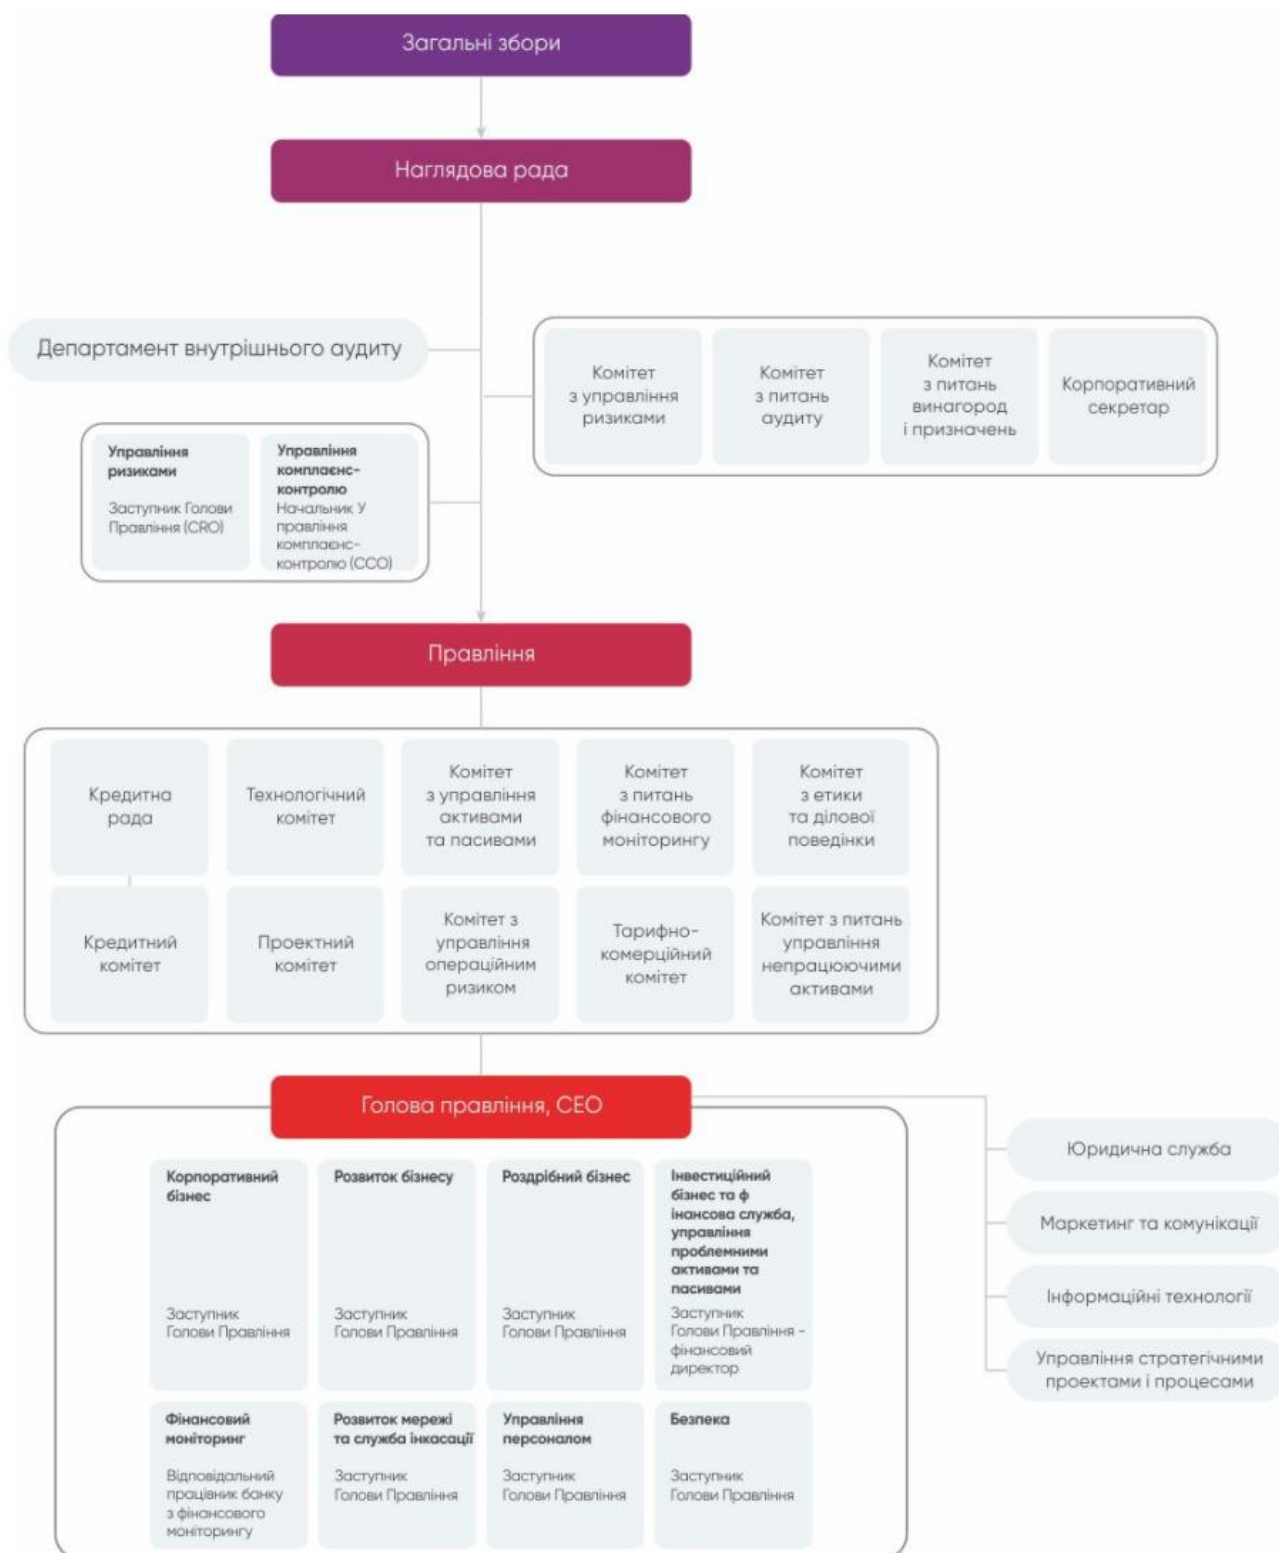 Загальні збори
Наглядова рада
Департамент внутрішнього аудиту
Комітет
з управління
ризиками
Комітет
з питань
аудиту
Комітет
з питань
винагород
і призначень
Корпоративний
секретар
Управління
ризиками
Заступник Голови
Правління (CRO)
Управління
комплаєнс-
контролю
Начальник У
правління
комплаєнс-
контролю (CCO)
Правління
Кредитна
рада
Технологічний
комітет
Комітет
з управління
активами
та пасивами
Комітет
з питань
фінансового
моніторингу
Комітет
з етики
та ділової
поведінки
Кредитний
комітет
Проектний
комітет
Комітет з
управління
операційним
ризиком
Тарифно-
комерційний
комітет
Комітет з питань
управління
непрацюючими
активами
Голова правління, CEO
Корпоративний
бізнес
Заступник
Голови Правління
Розвиток бізнесу
Заступник
Голови Правління
Роздрібний бізнес
Заступник
Голови Правління
Інвестиційний
бізнес та ф
інансова служба,
управління
проблемними
активами та
пасивами
Заступник
Голови Правління -
фінансовий
директор
Фінансовий
моніторинг
Відповідальний
працівник банку
з фінансового
моніторингу
Розвиток мережі
та служба інкасації
Заступник
Голови Правління
Управління
персоналом
Заступник
Голови Правління
Безпека
Заступник
Голови Правління
Юридична служба
Маркетинг та комунікації
Інформаційні технології
Управління стратегічними
проектами і процесами